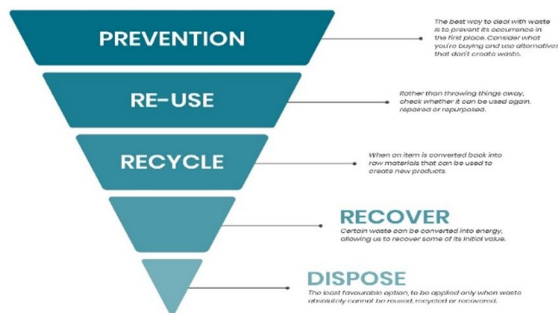 PREVENTION
The best way to deal with waste
is to prevent its occurrence in
the first place. Consider what
you're buying and use alternatives
that don't create waste.
RE-USE
Rather than throwing things away,
check whether it can be used again,
repaired or repurposed.
RECYCLE
When an item is converted back into
raw materials that can be used to
create new products.
RECOVER
Certain waste can be converted into energy,
allowing us to recover some of its initial value.
DISPOSE
The least favourable option, to be applied only when waste
absolutely cannot be reused, recycled or recovered.